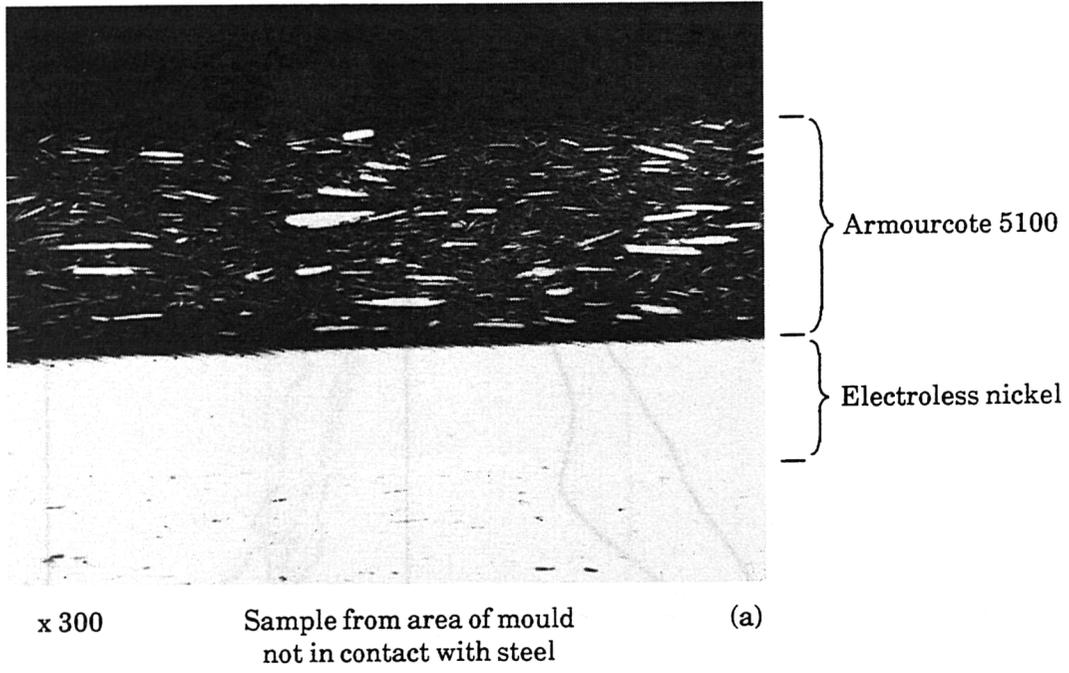 Armourcote 5100
Electroless nickel
x 300
Sample from area of mould
not in contact with steel
(a)